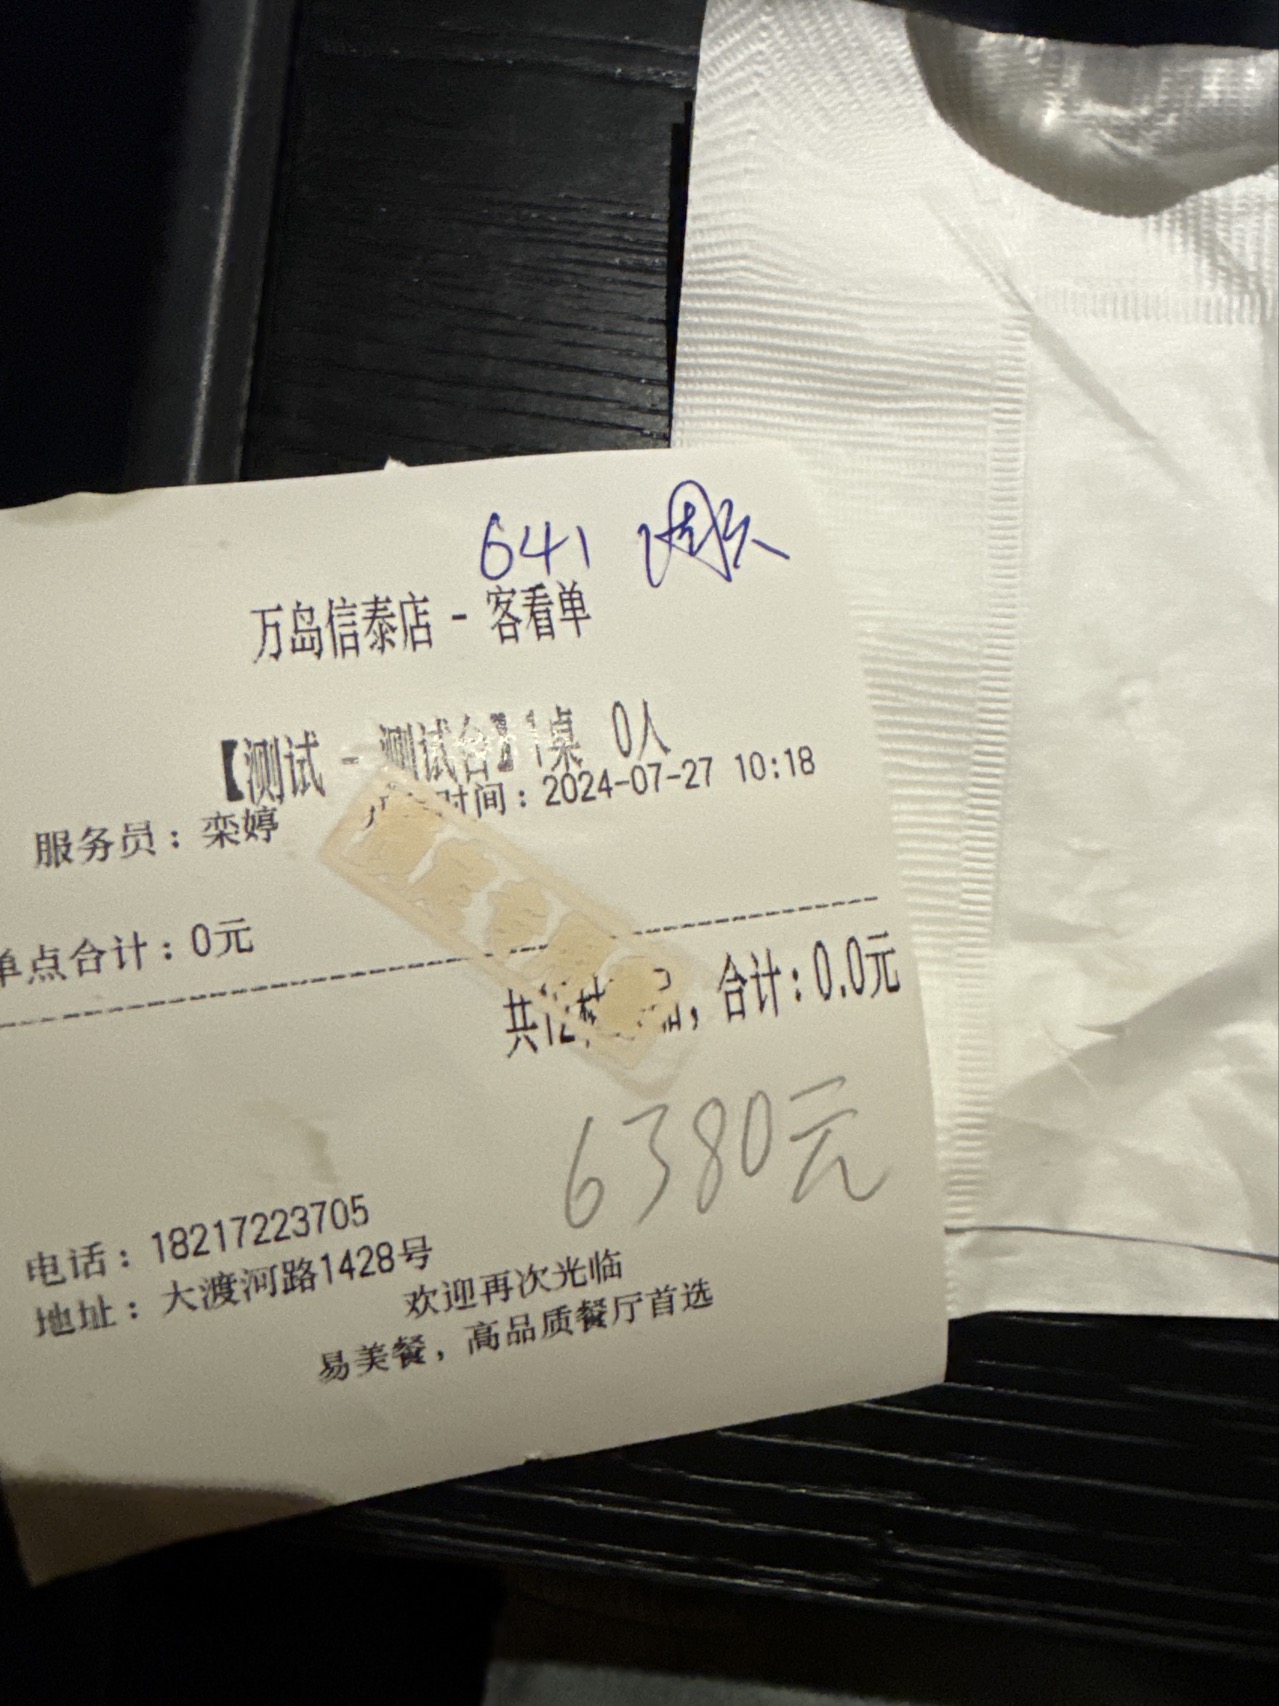 641
万岛信泰店 - 客看单
【测试 - 测试台】1桌 0人
服务员：栾婷 时间：2024-07-27 10:18
单点合计：0元
共 品，合计：0.0元
6380元
电话：18217223705
地址：大渡河路1428号
欢迎再次光临
易美餐，高品质餐厅首选